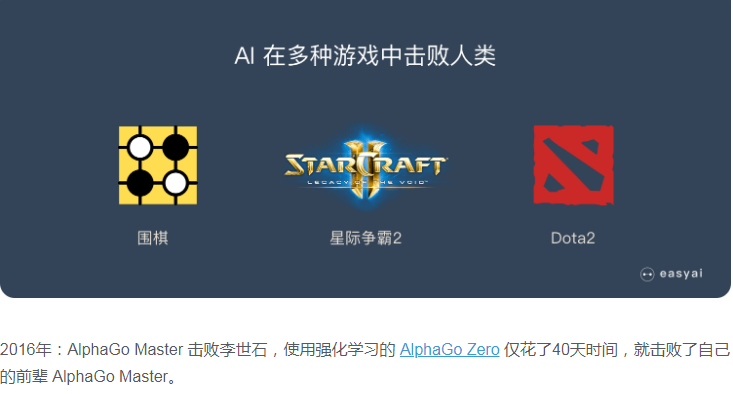 AI 在多种游戏中击败人类
STARCRAFT
II
LEGACY OF THE VOID
围棋
星际争霸2
Dota2
easyai
2016年：AlphaGo Master 击败李世石，使用强化学习的 AlphaGo Zero 仅花了40天时间，就击败了自己
的前辈 AlphaGo Master。